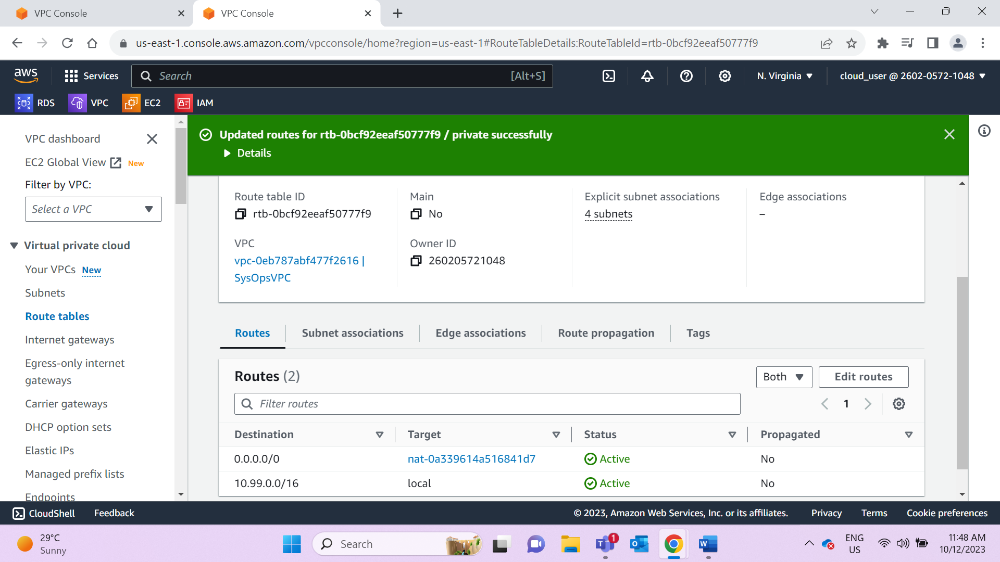 VPC Console
VPC Console
us-east-1.console.aws.amazon.com/vpcconsole/home?region=us-east-1#RouteTableDetails:RouteTableId=rtb-0bcf92eeaf50777f9
aws
Services
Search
[Alt+S]
N. Virginia
cloud_user @ 2602-0572-1048
RDS
VPC
EC2
IAM
VPC dashboard
EC2 Global View New
Filter by VPC:
Select a VPC
Virtual private cloud
Your VPCs New
Subnets
Route tables
Internet gateways
Egress-only internet
gateways
Carrier gateways
DHCP option sets
Elastic IPs
Managed prefix lists
Endpoints
Updated routes for rtb-0bcf92eeaf50777f9 / private successfully
Details
Route table ID
rtb-0bcf92eeaf50777f9
Main
No
Explicit subnet associations
4 subnets
Edge associations
–
VPC
vpc-0eb787abf477f2616 |
SysOpsVPC
Owner ID
260205721048
Routes
Subnet associations
Edge associations
Route propagation
Tags
Routes (2)
Both
Edit routes
Filter routes
1
Destination Target Status Propagated
0.0.0.0/0 nat-0a339614a516841d7 Active No
10.99.0.0/16 local Active No
CloudShell
Feedback
© 2023, Amazon Web Services, Inc. or its affiliates.
Privacy
Terms
Cookie preferences
29°C
Sunny
Search
1
ENG
US
11:48 AM
10/12/2023